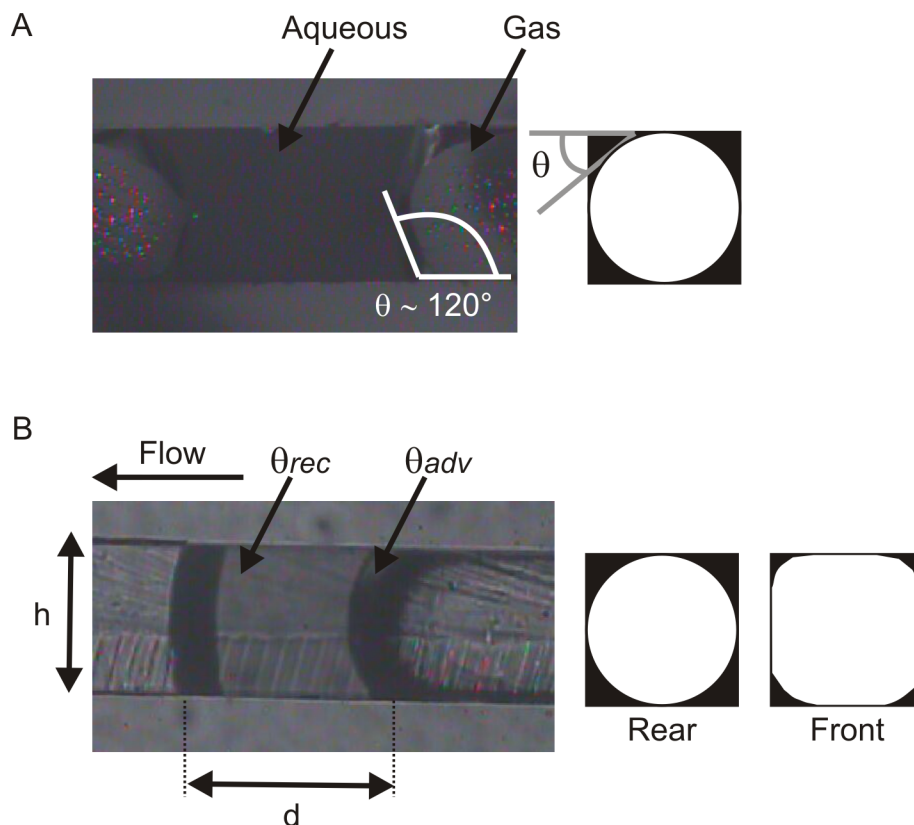 A
Aqueous
Gas
θ
θ ~ 120°
B
Flow
θrec
θadv
h
Rear
Front
d